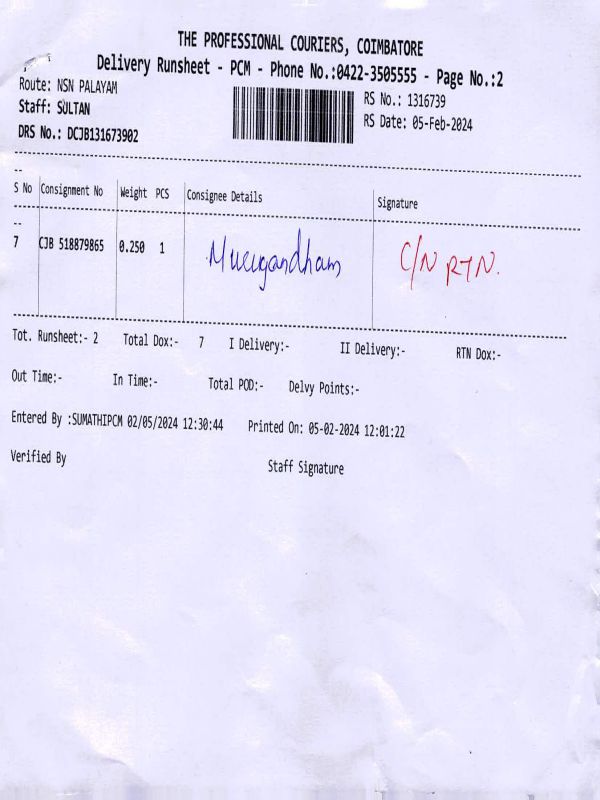 THE PROFESSIONAL COURIERS, COIMBATORE
Delivery Runsheet - PCM - Phone No.:0422-3505555 - Page No.:2
Route: NSN PALAYAM
RS No.: 1316739
Staff: SULTAN
RS Date: 05-Feb-2024
DRS No.: DCJB131673902
S No Consignment No Weight PCS Consignee Details Signature
7 CJB 518879865 0.250 1 Murugandham C/N RTN.
Tot. Runsheet:- 2 Total Dox:- 7 I Delivery:- II Delivery:- RTN Dox:-
Out Time:- In Time:- Total POD:- Delvy Points:-
Entered By :SUMATHIPCM 02/05/2024 12:30:44 Printed On: 05-02-2024 12:01:22
Verified By Staff Signature